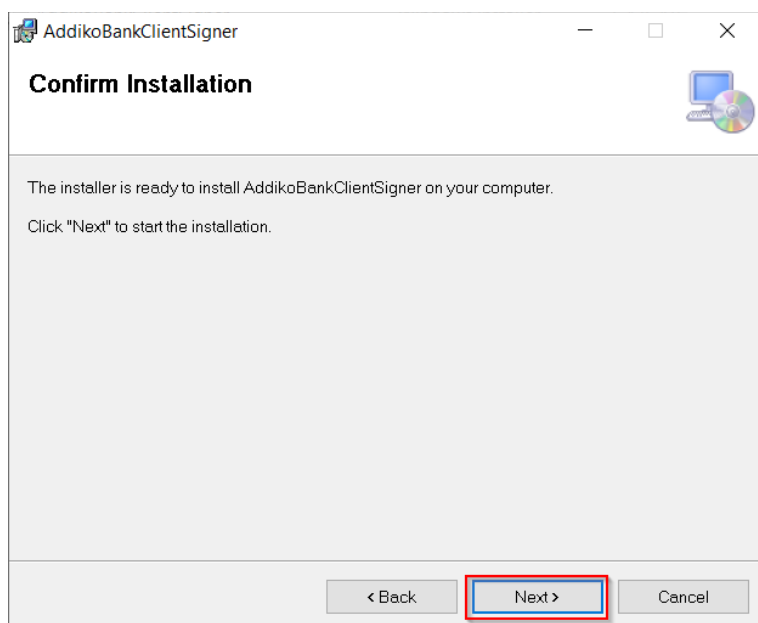 AddikoBankClientSigner
Confirm Installation
The installer is ready to install AddikoBankClientSigner on your computer.
Click "Next" to start the installation.
< Back
Next >
Cancel